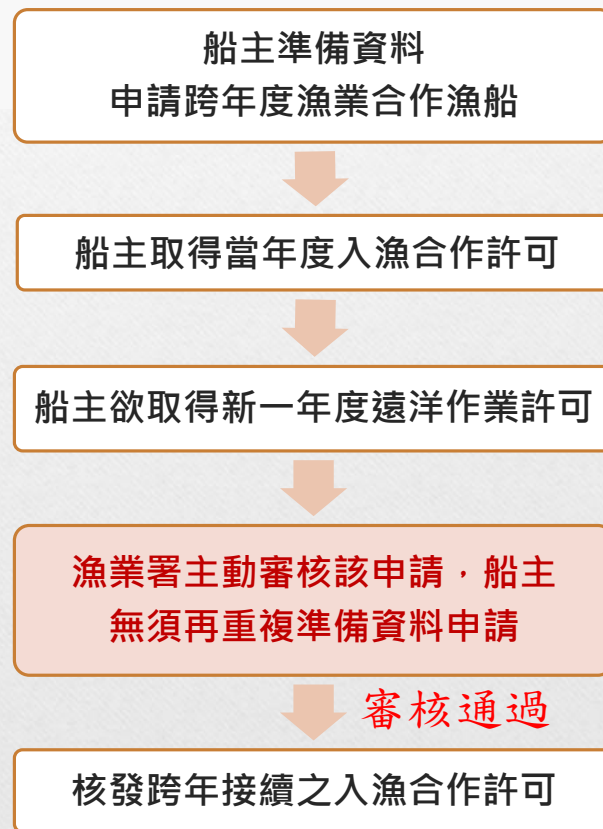 船主準備資料
申請跨年度漁業合作漁船
船主取得當年度入漁合作許可
船主欲取得新一年度遠洋作業許可
漁業署主動審核該申請，船主
無須再重複準備資料申請
審核通過
核發跨年接續之入漁合作許可